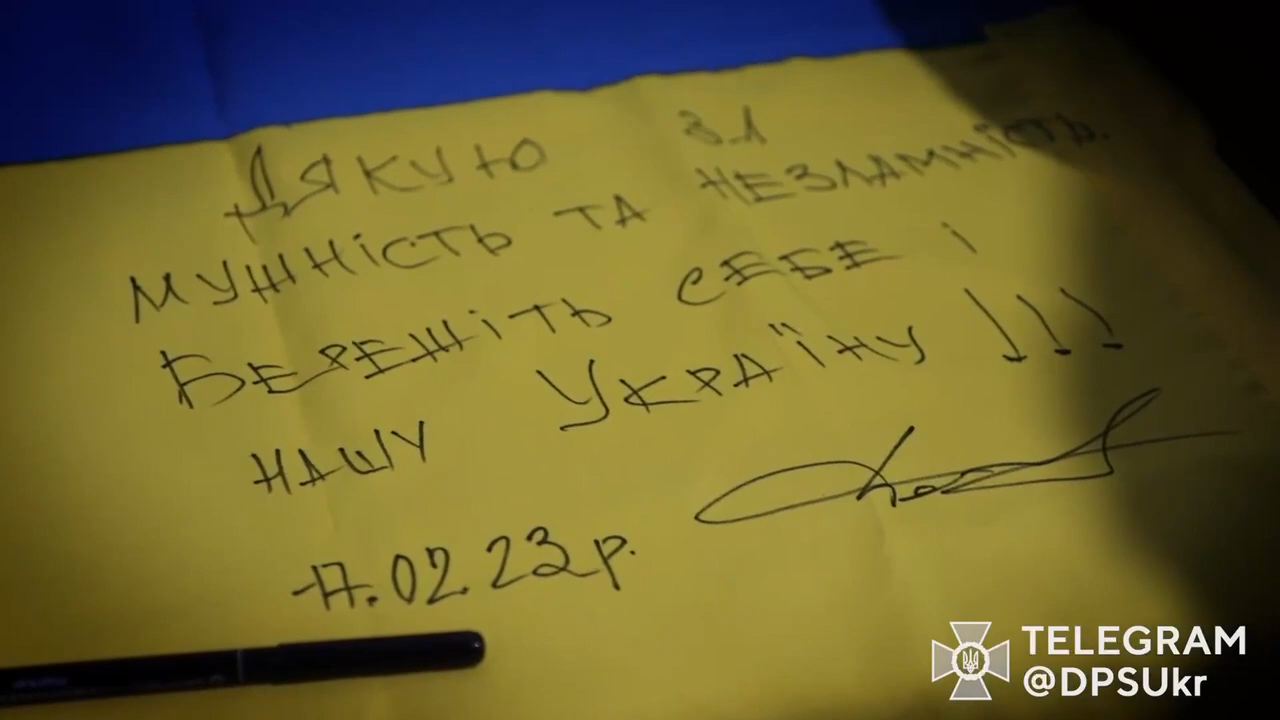 Дякую за
мужність та незламність.
Бережіть себе і
нашу Україну!!!
17.02.23р.
TELEGRAM
@DPSUkr